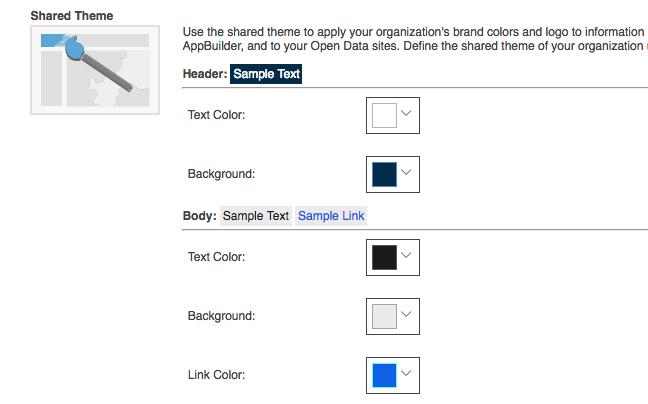 Shared Theme
Use the shared theme to apply your organization's brand colors and logo to information
AppBuilder, and to your Open Data sites. Define the shared theme of your organization
Header: Sample Text
Text Color:
Background:
Body: Sample Text Sample Link
Text Color:
Background:
Link Color: